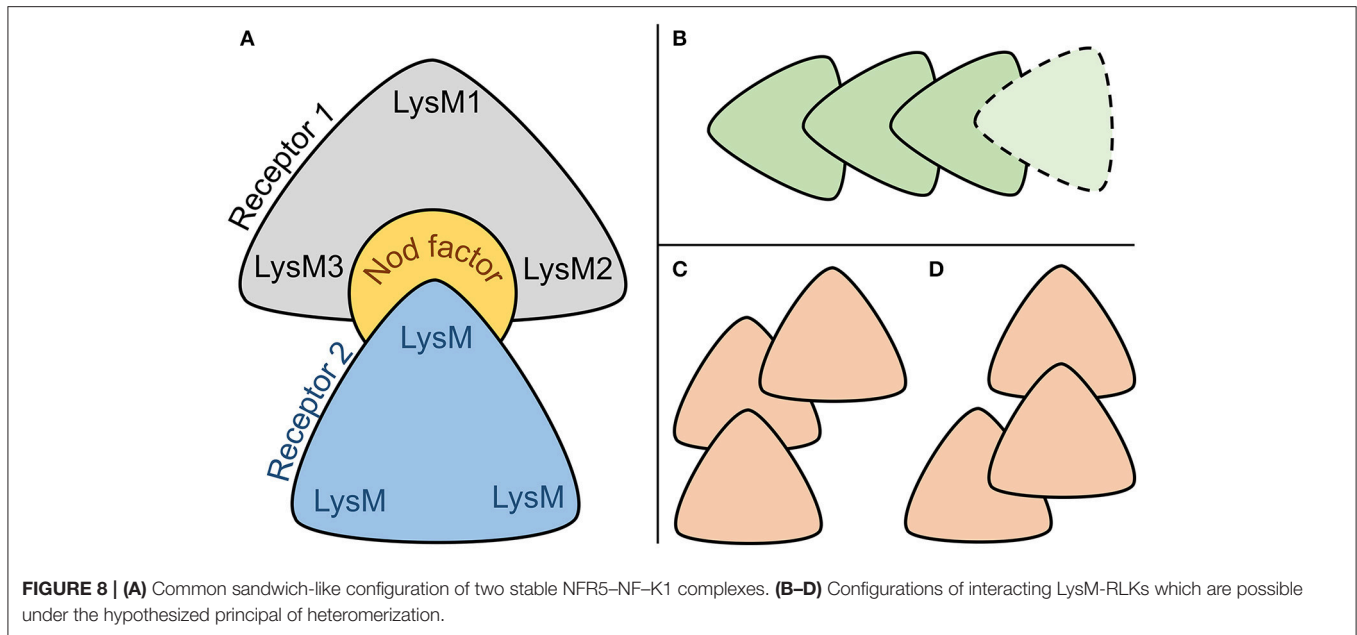 A
Receptor 1
LysM1
LysM3
Nod factor
LysM2
Receptor 2
LysM
LysM
LysM
B
C
D
FIGURE 8 | (A) Common sandwich-like configuration of two stable NFR5–NF–K1 complexes. (B–D) Configurations of interacting LysM-RLKs which are possible
under the hypothesized principal of heteromerization.